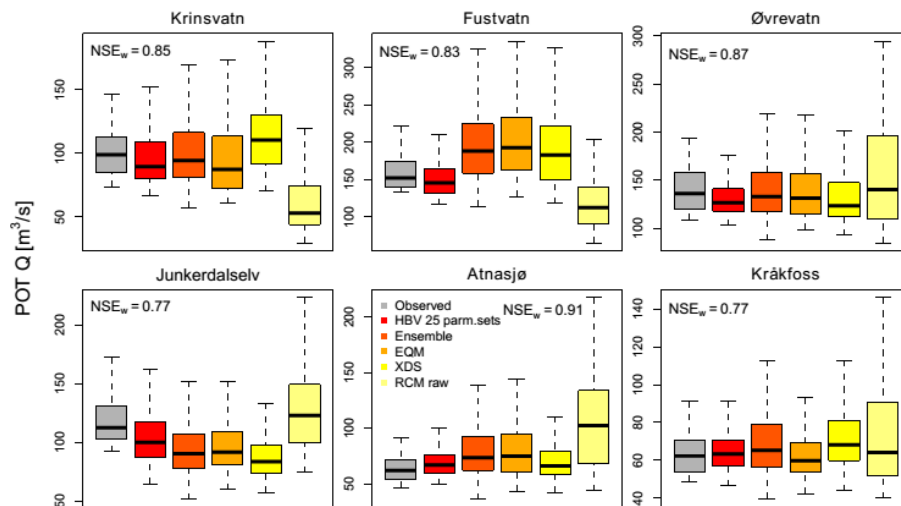 Krinsvatn
Fustvatn
Øvrevatn
NSEw = 0.85
NSEw = 0.83
NSEw = 0.87
150
100
50
300
250
200
150
100
300
250
200
150
100
POT Q [m³/s]
Junkerdalselv
Atnasjø
Kråkfoss
NSEw = 0.77
NSEw = 0.91
NSEw = 0.77
Observed
HBV 25 parm.sets
Ensemble
EQM
XDS
RCM raw
200
150
100
50
200
150
100
50
140
120
100
80
60
40